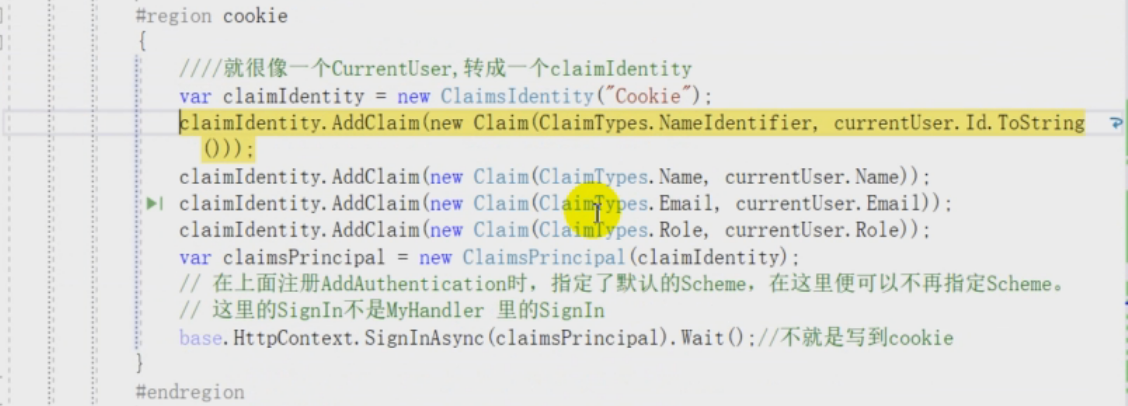 #region cookie
{
////就很像一个CurrentUser,转成一个claimIdentity
var claimIdentity = new ClaimsIdentity("Cookie");
claimIdentity.AddClaim(new Claim(ClaimTypes.NameIdentifier, currentUser.Id.ToString
()));
claimIdentity.AddClaim(new Claim(ClaimTypes.Name, currentUser.Name));
claimIdentity.AddClaim(new Claim(ClaimTypes.Email, currentUser.Email));
claimIdentity.AddClaim(new Claim(ClaimTypes.Role, currentUser.Role));
var claimsPrincipal = new ClaimsPrincipal(claimIdentity);
// 在上面注册AddAuthentication时，指定了默认的Scheme，在这里便可以不再指定Scheme。
// 这里的SignIn不是MyHandler 里的SignIn
base.HttpContext.SignInAsync(claimsPrincipal).Wait();//不就是写到cookie
}
#endregion